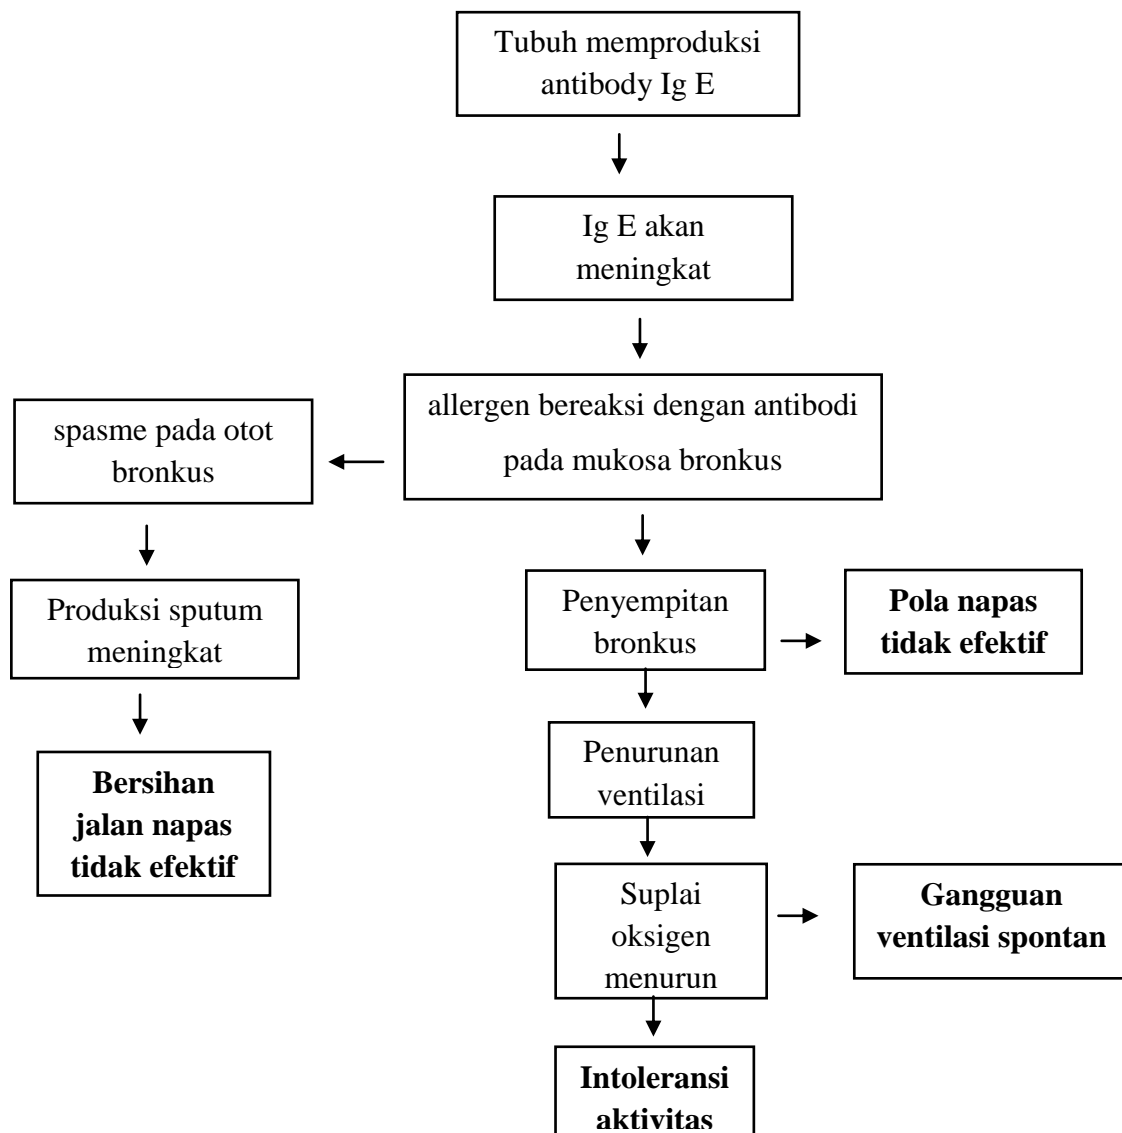 Tubuh memproduksi
antibody Ig E
Ig E akan
meningkat
allergen bereaksi dengan antibodi
pada mukosa bronkus
spasme pada otot
bronkus
Produksi sputum
meningkat
Bersihan
jalan napas
tidak efektif
Penyempitan
bronkus
Pola napas
tidak efektif
Penurunan
ventilasi
Suplai
oksigen
menurun
Gangguan
ventilasi spontan
Intoleransi
aktivitas